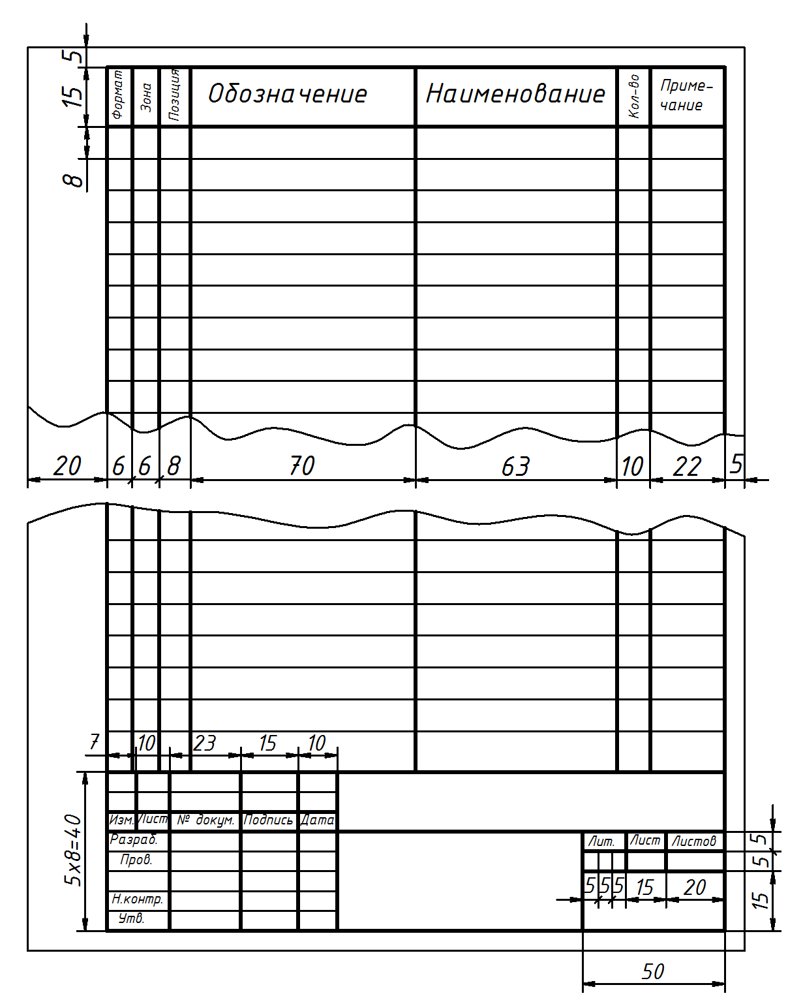 5
15
8
Формат
Зона
Позиция
Обозначение
Наименование
Кол-во
Приме-
чание
20 6 6 8 70 63 10 22 5
7 10 23 15 10
5х8=40
Изм. Лист № докум. Подпись Дата
Разраб.
Пров.
Н.контр.
Утв.
Лит. Лист Листов
5 5 5 15 20
5
5
15
50